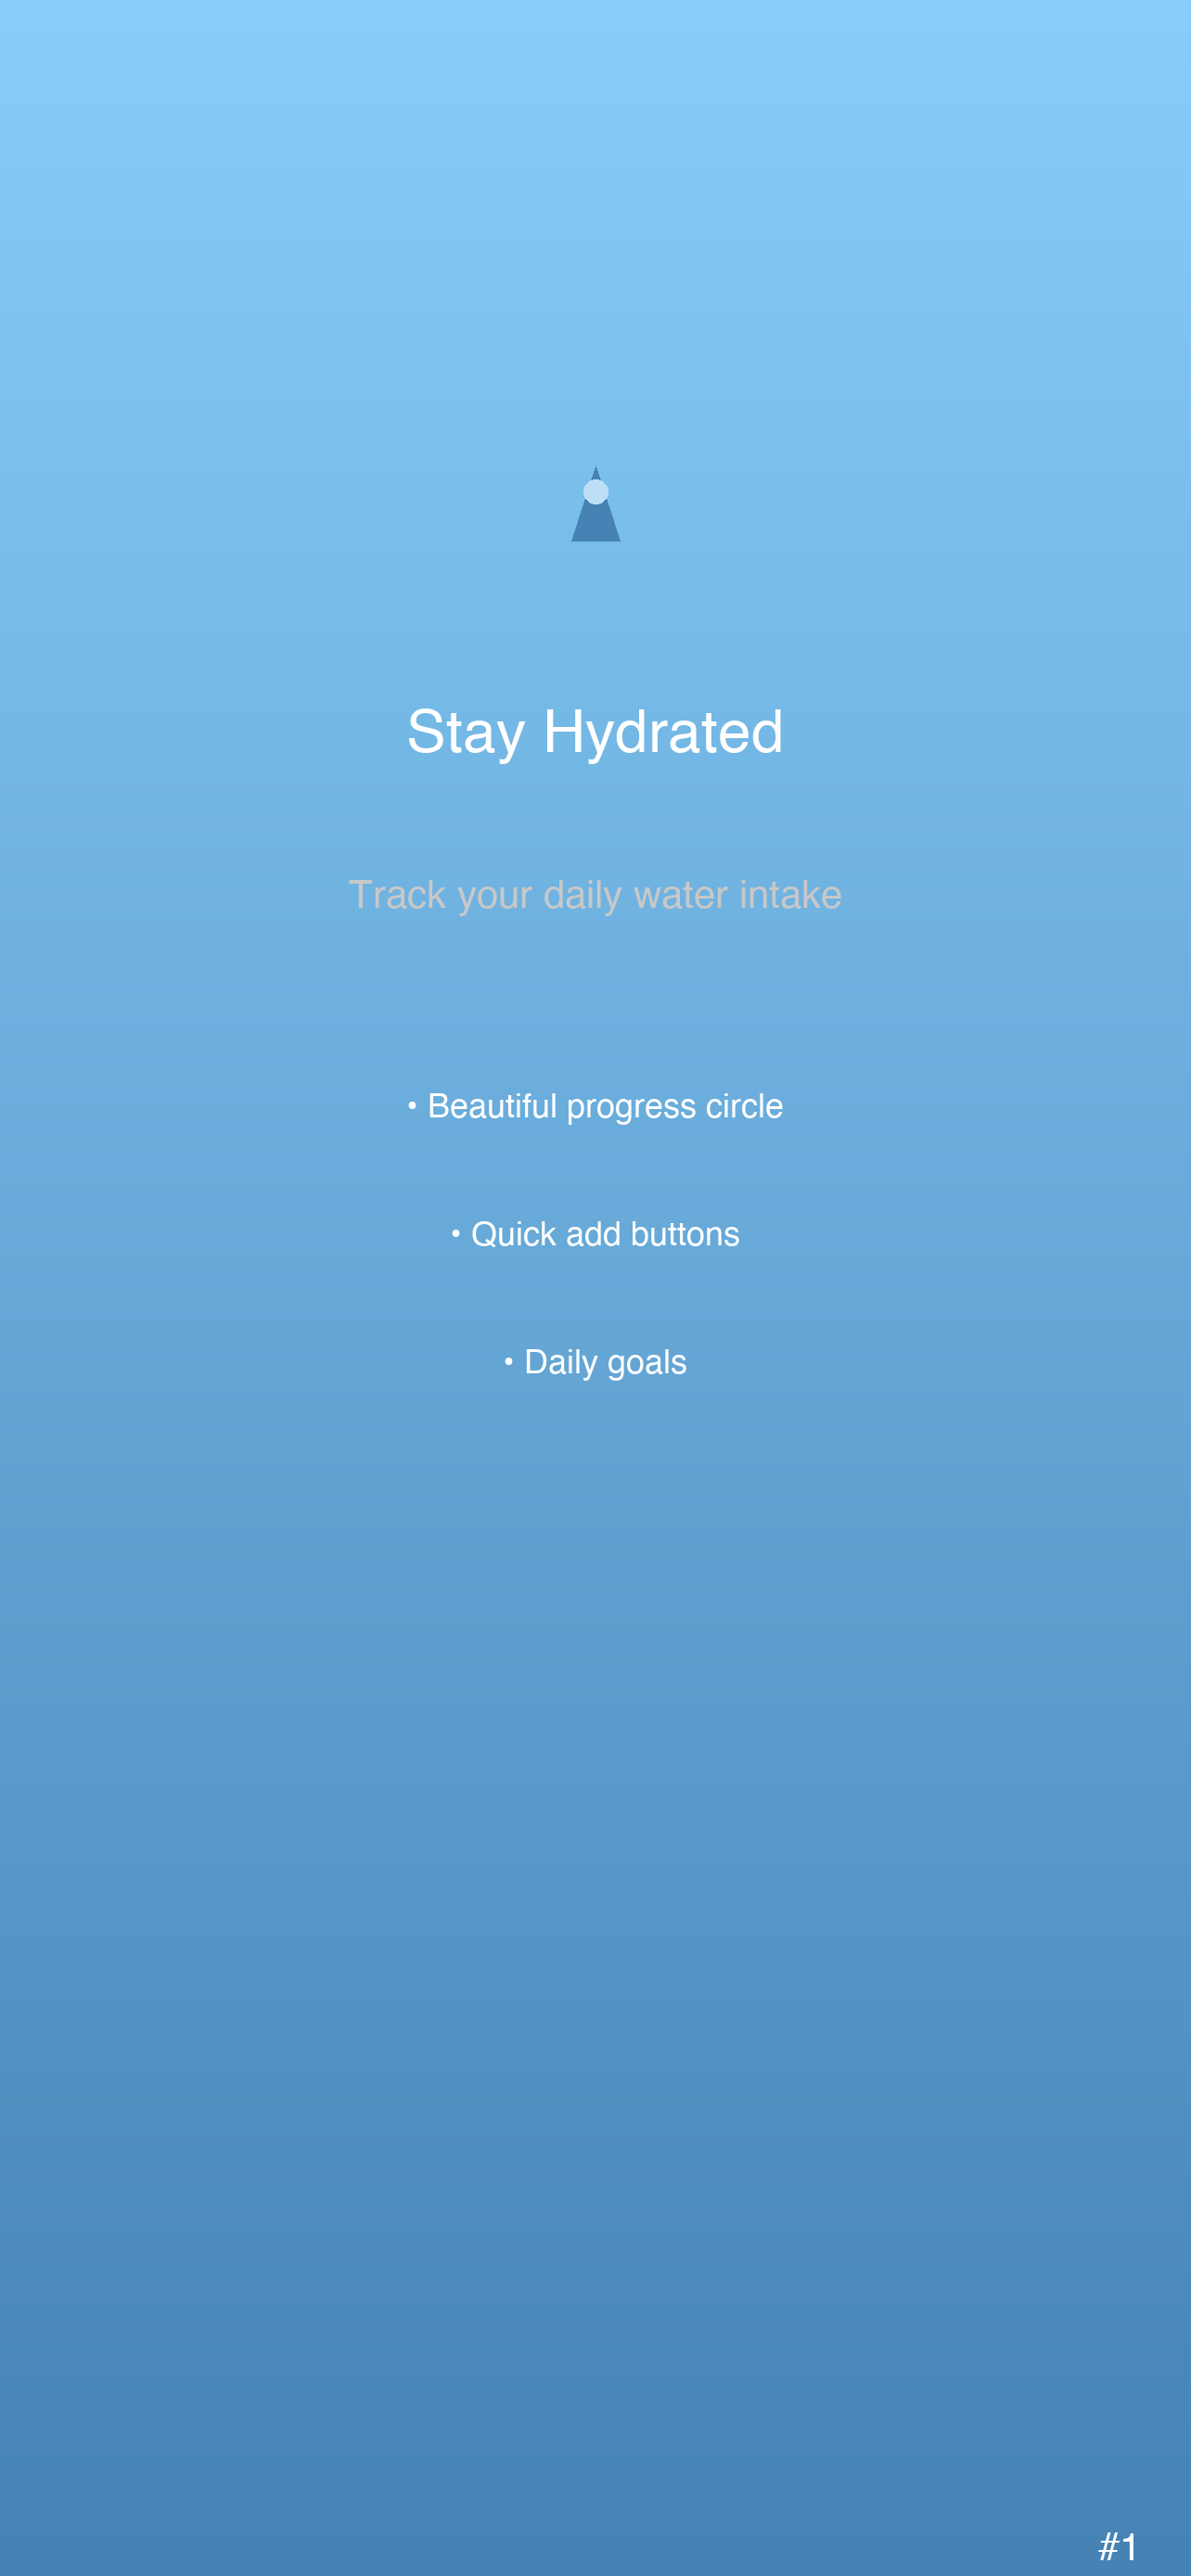 Stay Hydrated
Track your daily water intake
• Beautiful progress circle
• Quick add buttons
• Daily goals
#1